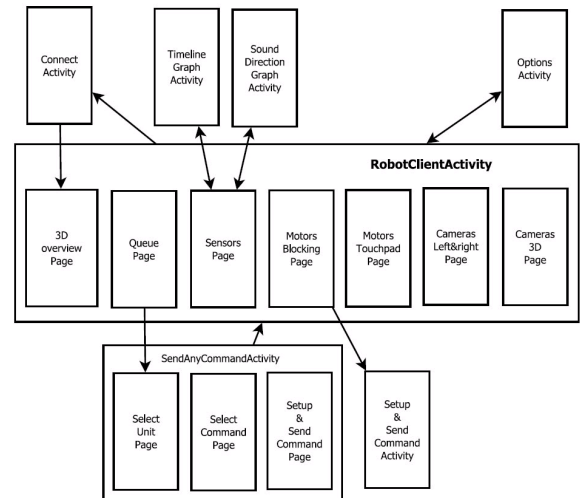 Connect
Activity
Timeline
Graph
Activity
Sound
Direction
Graph
Activity
Options
Activity
RobotClientActivity
3D
overview
Page
Queue
Page
Sensors
Page
Motors
Blocking
Page
Motors
Touchpad
Page
Cameras
Left&right
Page
Cameras
3D
Page
SendAnyCommandActivity
Select
Unit
Page
Select
Command
Page
Setup
&
Send
Command
Page
Setup
&
Send
Command
Activity